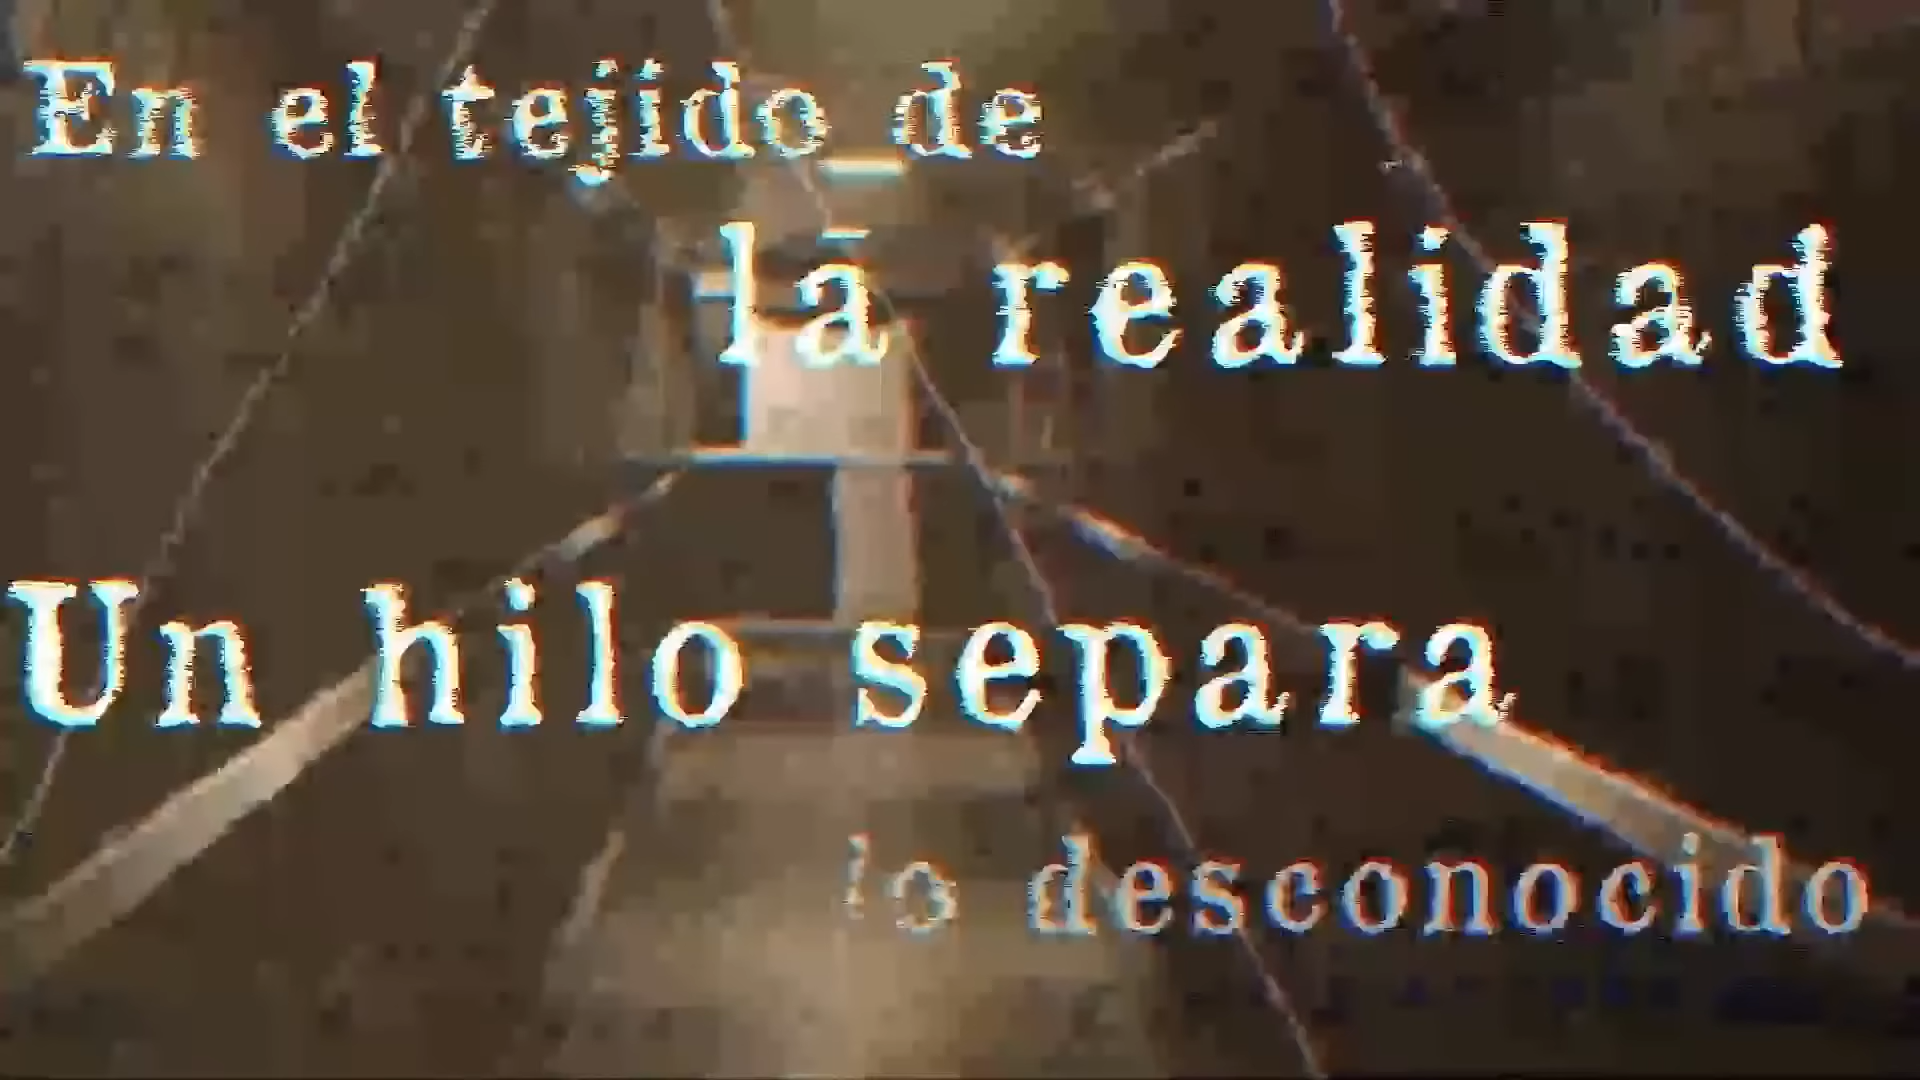 En el tejido de
la realidad
Un hilo separa
lo desconocido